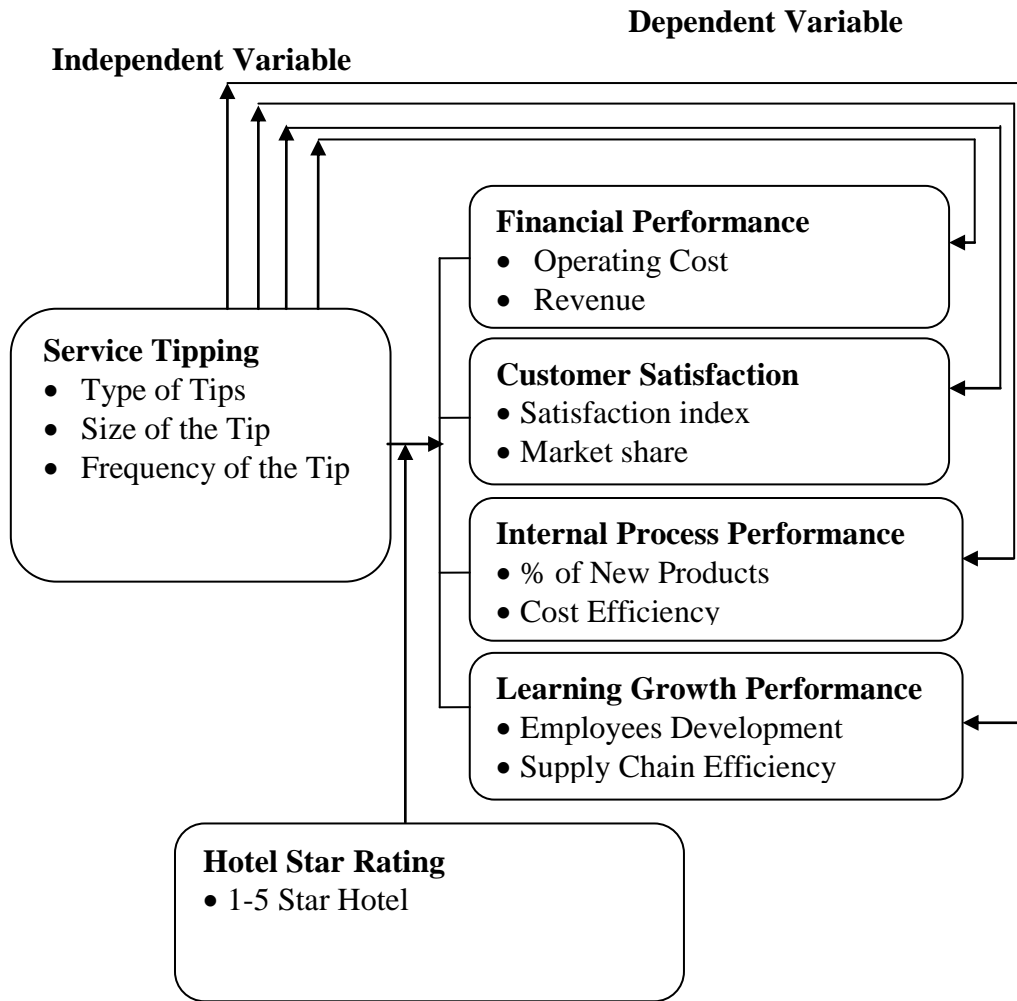 Dependent Variable
Independent Variable
Financial Performance
• Operating Cost
• Revenue
Service Tipping
• Type of Tips
• Size of the Tip
• Frequency of the Tip
Customer Satisfaction
• Satisfaction index
• Market share
Internal Process Performance
• % of New Products
• Cost Efficiency
Learning Growth Performance
• Employees Development
• Supply Chain Efficiency
Hotel Star Rating
• 1-5 Star Hotel